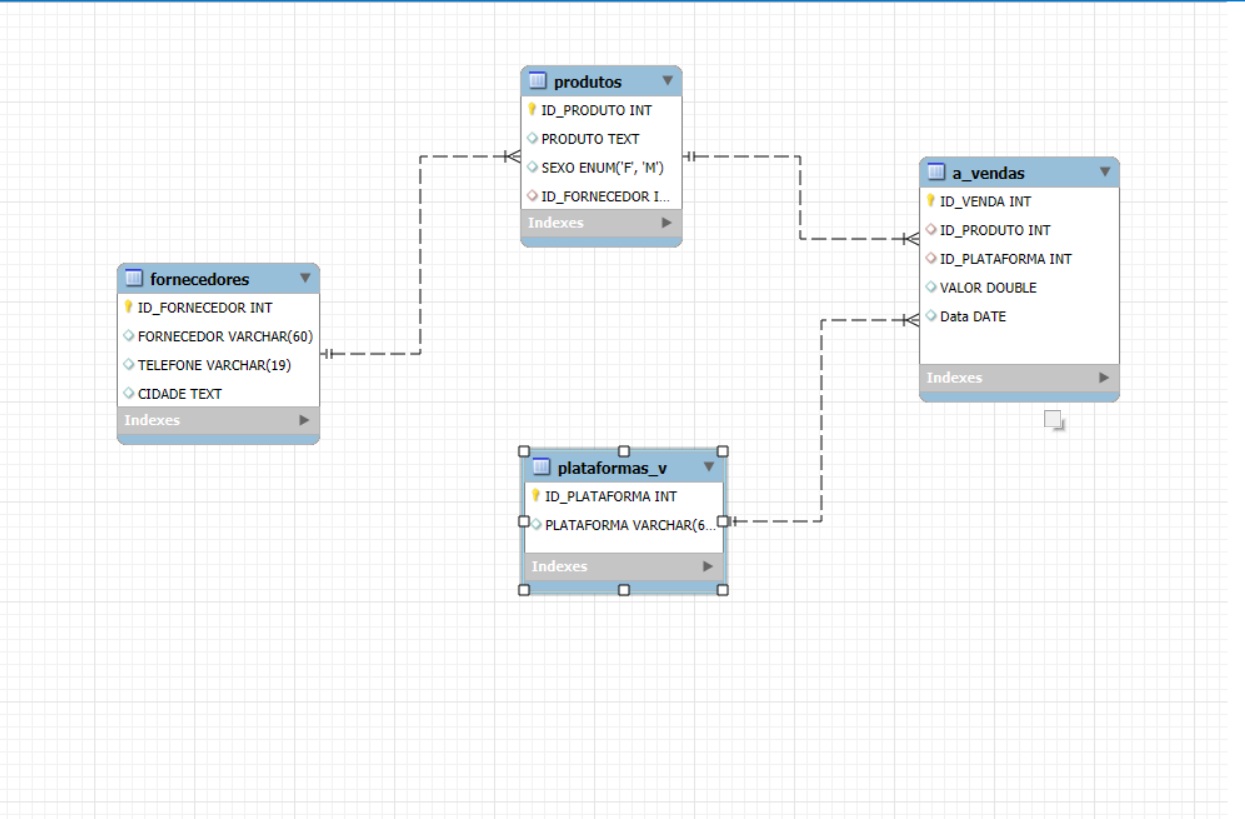 produtos
ID_PRODUTO INT
PRODUTO TEXT
SEXO ENUM('F', 'M')
ID_FORNECEDOR I...
Indexes
a_vendas
ID_VENDA INT
ID_PRODUTO INT
ID_PLATAFORMA INT
VALOR DOUBLE
Data DATE
Indexes
fornecedores
ID_FORNECEDOR INT
FORNECEDOR VARCHAR(60)
TELEFONE VARCHAR(19)
CIDADE TEXT
Indexes
plataformas_v
ID_PLATAFORMA INT
PLATAFORMA VARCHAR(6...
Indexes